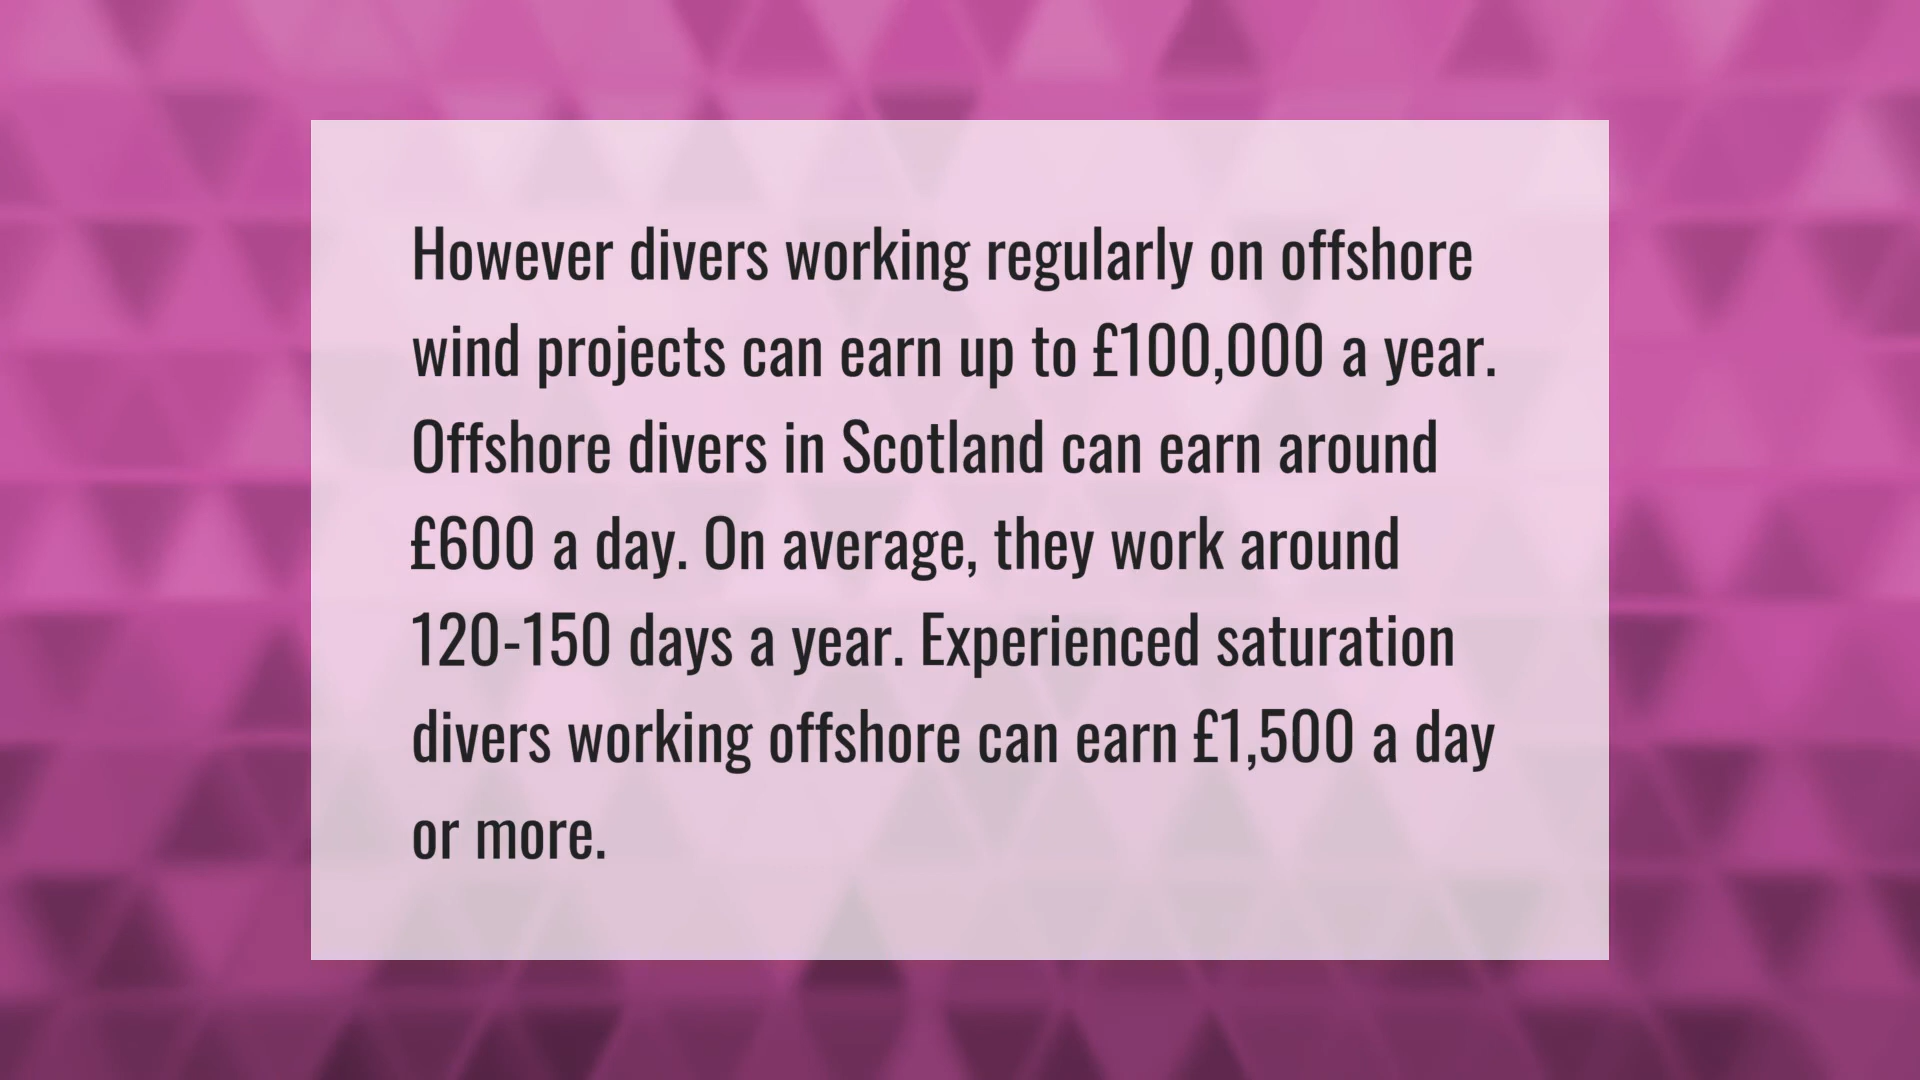 However divers working regularly on offshore
wind projects can earn up to £100,000 a year.
Offshore divers in Scotland can earn around
£600 a day. On average, they work around
120-150 days a year. Experienced saturation
divers working offshore can earn £1,500 a day
or more.